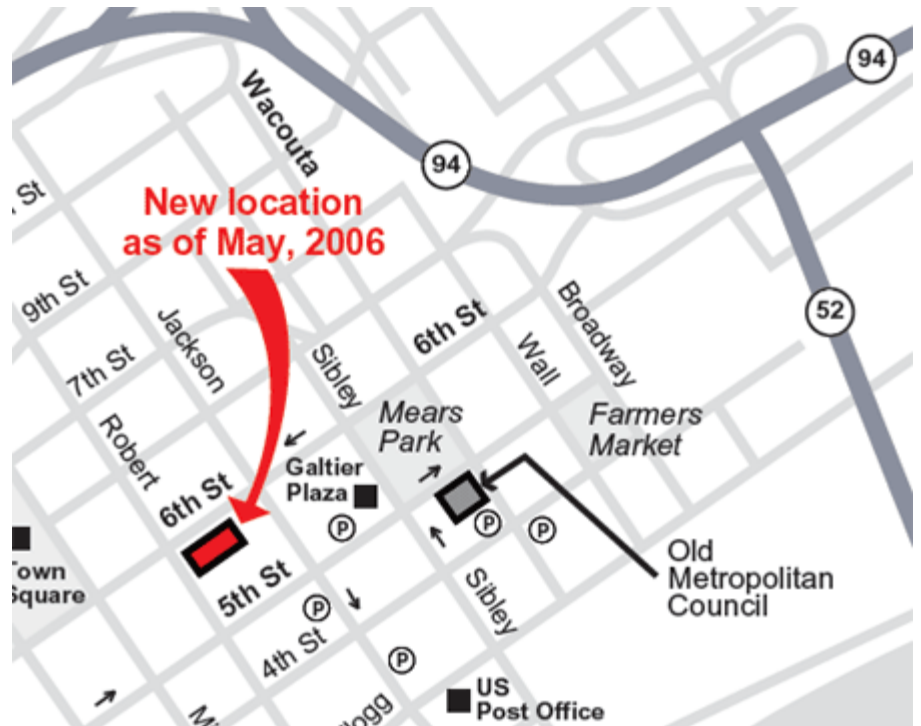 94
94
Wacouta
New location
as of May, 2006
St
9th St
52
Broadway
6th St
Jackson
Sibley
Wall
7th St
Mears
Park
Farmers
Market
Robert
6th St
Galtier
Plaza
P
P
P
Town
Square
5th St
Old
Metropolitan
Council
P
Sibley
4th St
P
US
Post Office